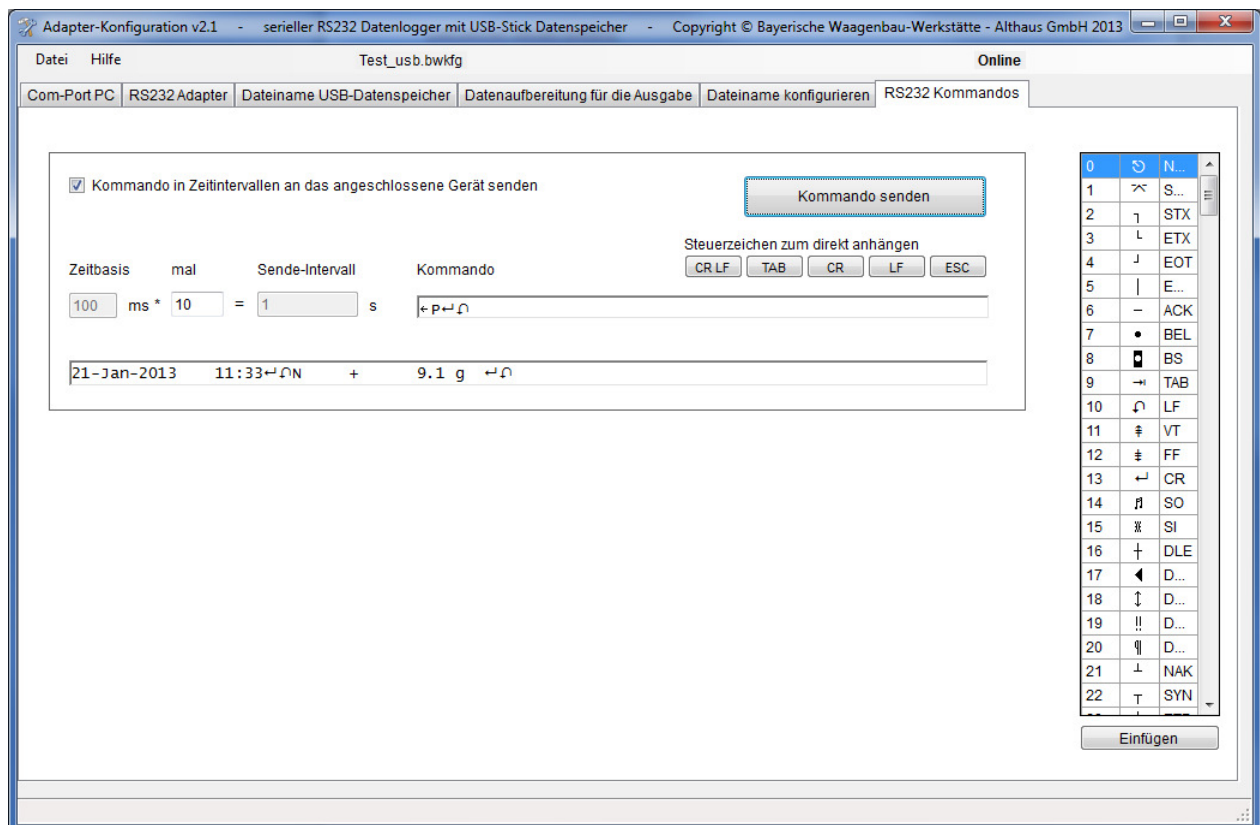 Adapter-Konfiguration v2.1 - serieller RS232 Datenlogger mit USB-Stick Datenspeicher - Copyright © Bayerische Waagenbau-Werkstätte - Althaus GmbH 2013
Datei Hilfe Test_usb.bwkfg Online
Com-Port PC RS232 Adapter Dateiname USB-Datenspeicher Datenaufbereitung für die Ausgabe Dateiname konfigurieren RS232 Kommandos
Kommando in Zeitintervallen an das angeschlossene Gerät senden
Kommando senden
Steuerzeichen zum direkt anhängen
CR LF TAB CR LF ESC
Zeitbasis mal Sende-Intervall Kommando
100 ms * 10 = 1 s ←P↵∩
21-Jan-2013 11:33↵∩N + 9.1 g ↵∩
0 N...
1 S...
2 ┐ STX
3 └ ETX
4 ┘ EOT
5 │ E...
6 – ACK
7 • BEL
8 ◘ BS
9 TAB
10 ∩ LF
11 VT
12 FF
13 ↵ CR
14 ♬ SO
15 SI
16 ┼ DLE
17 ◄ D...
18 ↕ D...
19 ‼ D...
20 ¶ D...
21 ┴ NAK
22 ┬ SYN
Einfügen